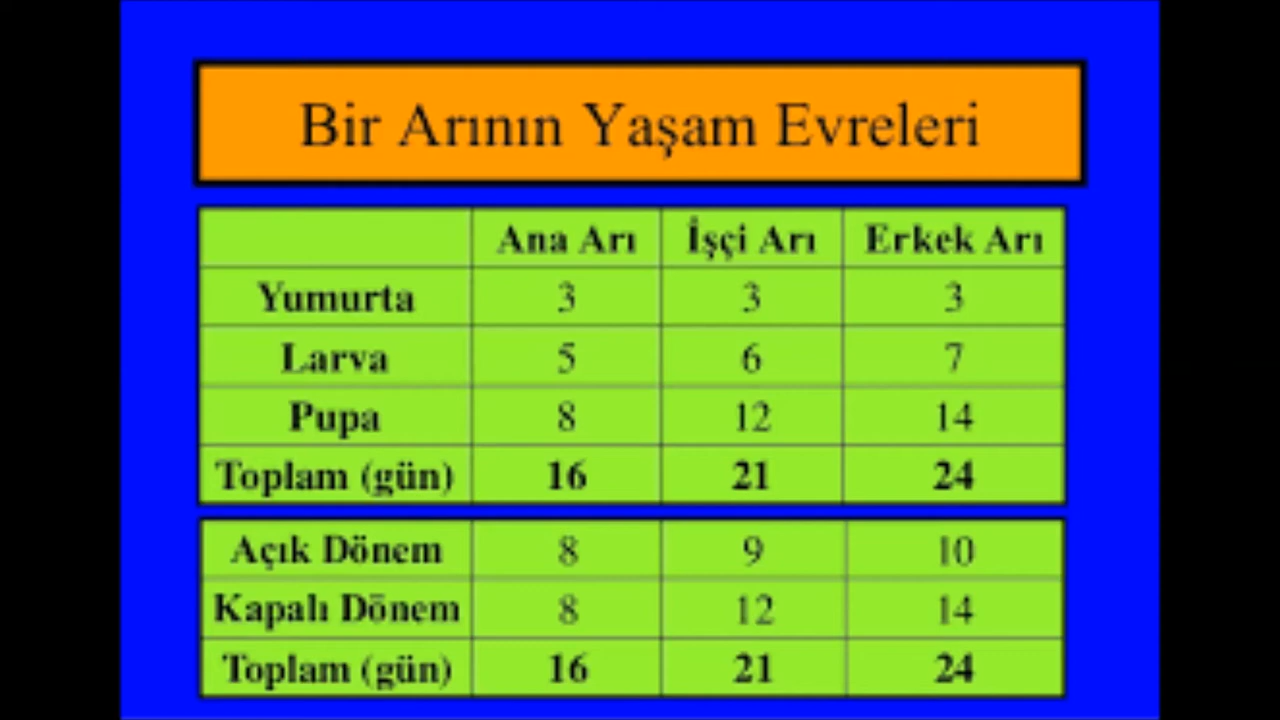 Bir Arının Yaşam Evreleri
Ana Arı İşçi Arı Erkek Arı
Yumurta 3 3 3
Larva 5 6 7
Pupa 8 12 14
Toplam (gün) 16 21 24
Açık Dönem 8 9 10
Kapalı Dönem 8 12 14
Toplam (gün) 16 21 24